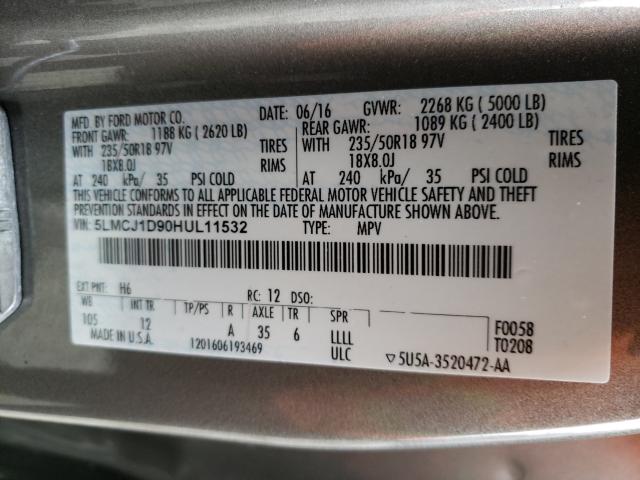 MFD. BY FORD MOTOR CO. DATE: 06/16 GVWR: 2268 KG ( 5000 LB)
FRONT GAWR: 1188 KG ( 2620 LB) REAR GAWR: 1089 KG ( 2400 LB)
WITH 235/50R18 97V TIRES WITH 235/50R18 97V TIRES
18X8.0J RIMS 18X8.0J RIMS
AT 240 kPa/ 35 PSI COLD AT 240 kPa/ 35 PSI COLD
THIS VEHICLE CONFORMS TO ALL APPLICABLE FEDERAL MOTOR VEHICLE SAFETY AND THEFT
PREVENTION STANDARDS IN EFFECT ON THE DATE OF MANUFACTURE SHOWN ABOVE.
VIN: 5LMCJ1D90HUL11532 TYPE: MPV
EXT PNT: H6 RC: 12 DSO:
WB INT TR TP/PS R AXLE TR SPR
105 12 A 35 6 LLLL F0058
MADE IN U.S.A. 1201606193469 ULC T0208
▽5U5A-3520472-AA